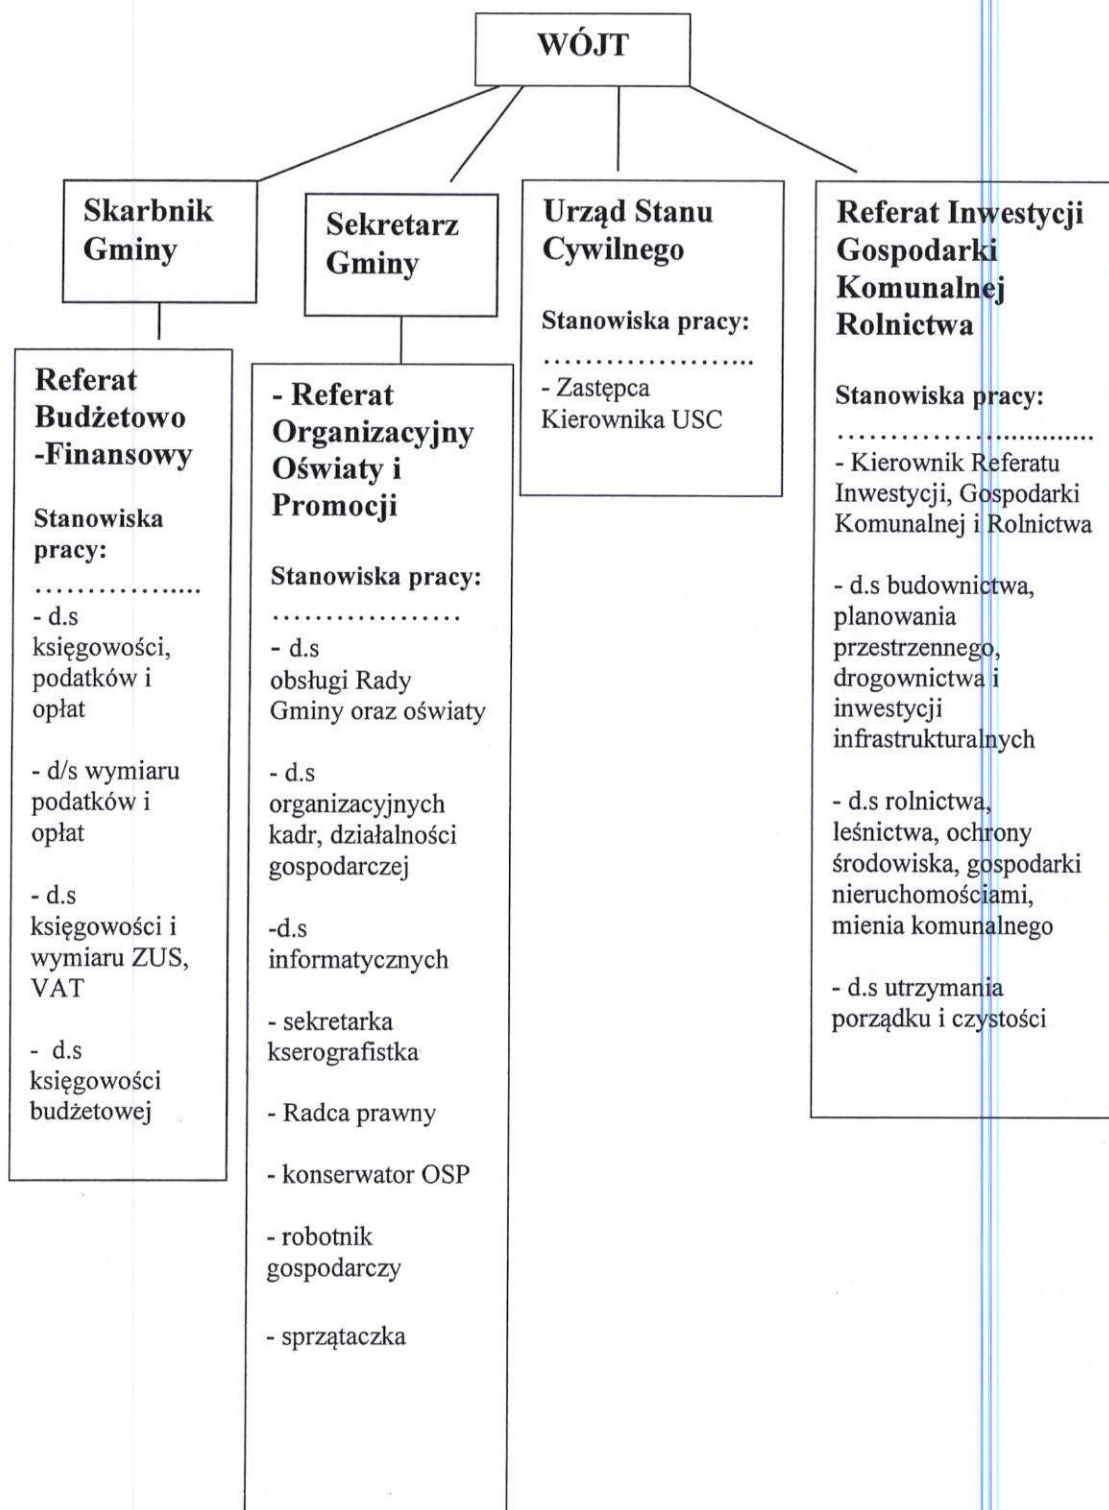 WÓJT
Skarbnik
Gminy
Sekretarz
Gminy
Urząd Stanu
Cywilnego
Stanowiska pracy:
.....................
- Zastępca
Kierownika USC
Referat Inwestycji
Gospodarki
Komunalnej
Rolnictwa
Stanowiska pracy:
..............................
- Kierownik Referatu
Inwestycji, Gospodarki
Komunalnej i Rolnictwa
- d.s budownictwa,
planowania
przestrzennego,
drogownictwa i
inwestycji
infrastrukturalnych
- d.s rolnictwa,
leśnictwa, ochrony
środowiska, gospodarki
nieruchomościami,
mienia komunalnego
- d.s utrzymania
porządku i czystości
Referat
Budżetowo
-Finansowy
Stanowiska
pracy:
..................
- d.s
księgowości,
podatków i
opłat
- d/s wymiaru
podatków i
opłat
- d.s
księgowości i
wymiaru ZUS,
VAT
- d.s
księgowości
budżetowej
- Referat
Organizacyjny
Oświaty i
Promocji
Stanowiska pracy:
..................
- d.s
obsługi Rady
Gminy oraz oświaty
- d.s
organizacyjnych
kadr, działalności
gospodarczej
-d.s
informatycznych
- sekretarka
kserografistka
- Radca prawny
- konserwator OSP
- robotnik
gospodarczy
- sprzątaczka